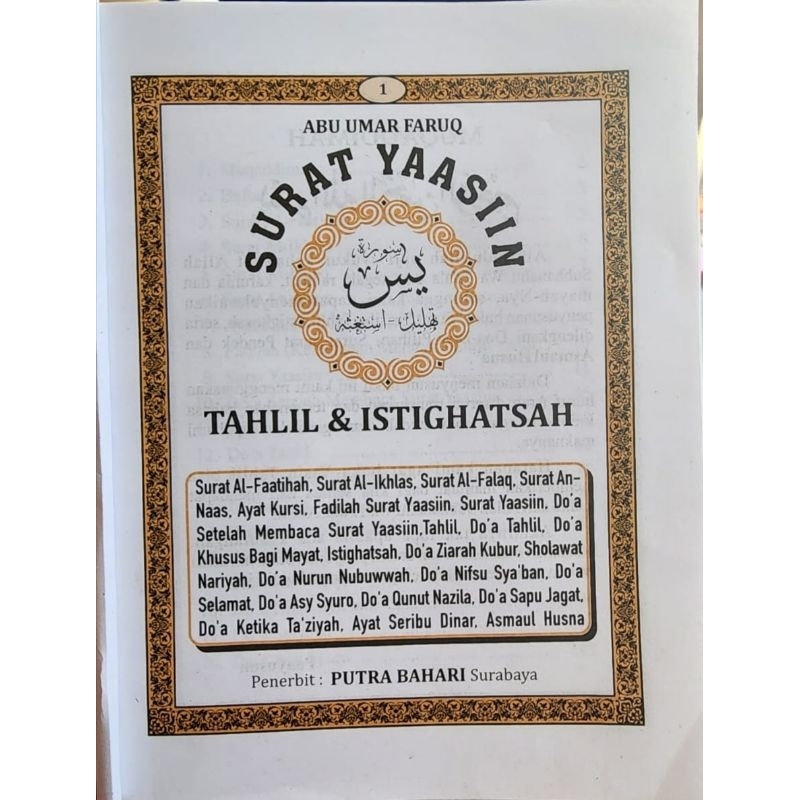 1
ABU UMAR FARUQ
SURAT YAASIIN
سورة
يس
تهليل - استغاثة
TAHLIL & ISTIGHATSAH
Surat Al-Faatihah, Surat Al-Ikhlas, Surat Al-Falaq, Surat An-
Naas, Ayat Kursi, Fadilah Surat Yaasiin, Surat Yaasiin, Do'a
Setelah Membaca Surat Yaasiin,Tahlil, Do'a Tahlil, Do'a
Khusus Bagi Mayat, Istighatsah, Do'a Ziarah Kubur, Sholawat
Nariyah, Do'a Nurun Nubuwwah, Do'a Nifsu Sya'ban, Do'a
Selamat, Do'a Asy Syuro, Do'a Qunut Nazila, Do'a Sapu Jagat,
Do'a Ketika Ta'ziyah, Ayat Seribu Dinar, Asmaul Husna
Penerbit : PUTRA BAHARI Surabaya